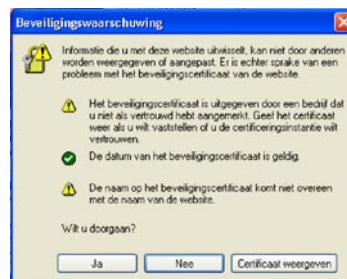 Beveiligingswaarschuwing
Informatie die u met deze website uitwisselt, kan niet door anderen
worden weergegeven of aangepast. Er is echter sprake van een
probleem met het beveiligingscertificaat van de website.
Het beveiligingscertificaat is uitgegeven door een bedrijf dat
u niet als vertrouwd hebt aangemerkt. Geef het certificaat
weer als u wilt vaststellen of u de certificeringsinstantie wilt
vertrouwen.
De datum van het beveiligingscertificaat is geldig.
De naam op het beveiligingscertificaat komt niet overeen
met de naam van de website.
Wilt u doorgaan?
Ja
Nee
Certificaat weergeven